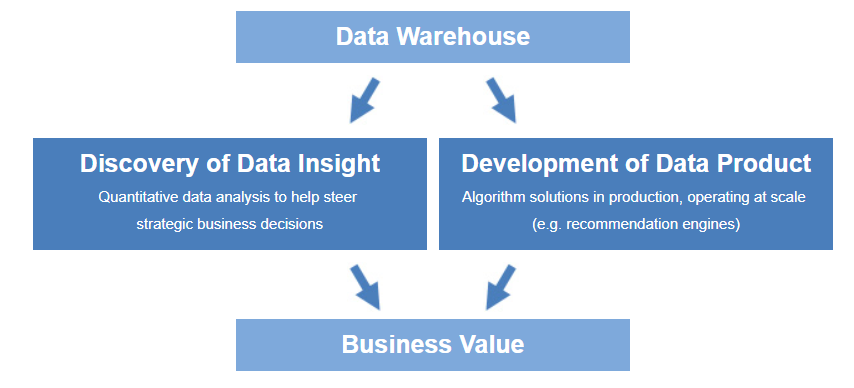 Data Warehouse
Discovery of Data Insight
Quantitative data analysis to help steer
strategic business decisions
Development of Data Product
Algorithm solutions in production, operating at scale
(e.g. recommendation engines)
Business Value